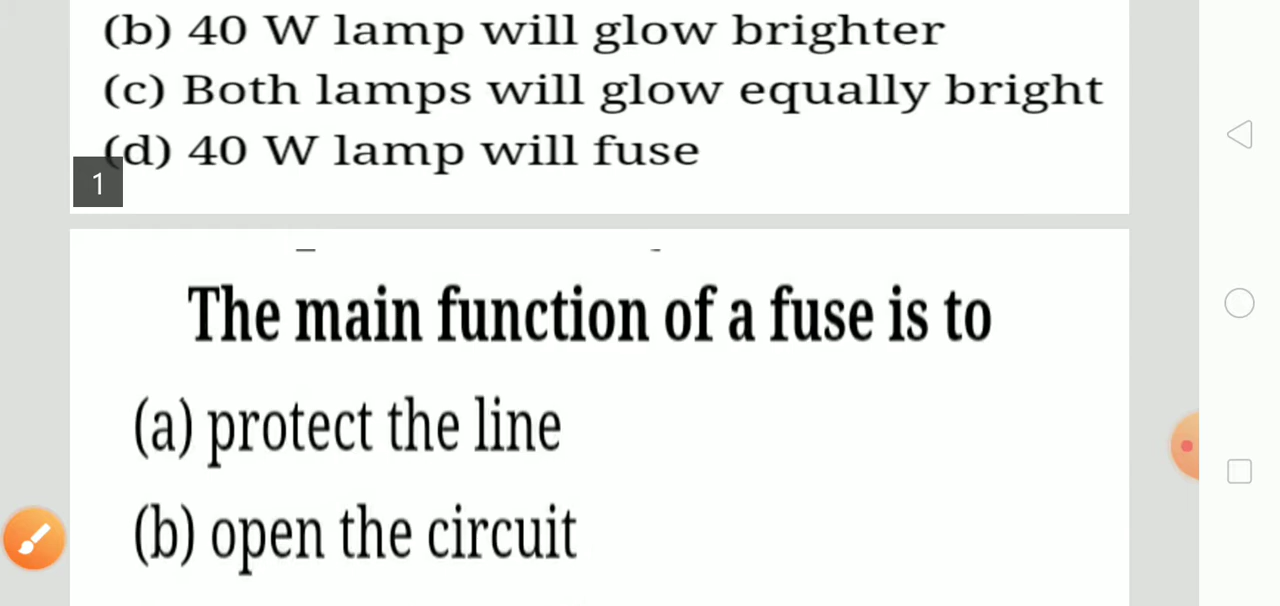 (b) 40 W lamp will glow brighter
(c) Both lamps will glow equally bright
(d) 40 W lamp will fuse
1
The main function of a fuse is to
(a) protect the line
(b) open the circuit